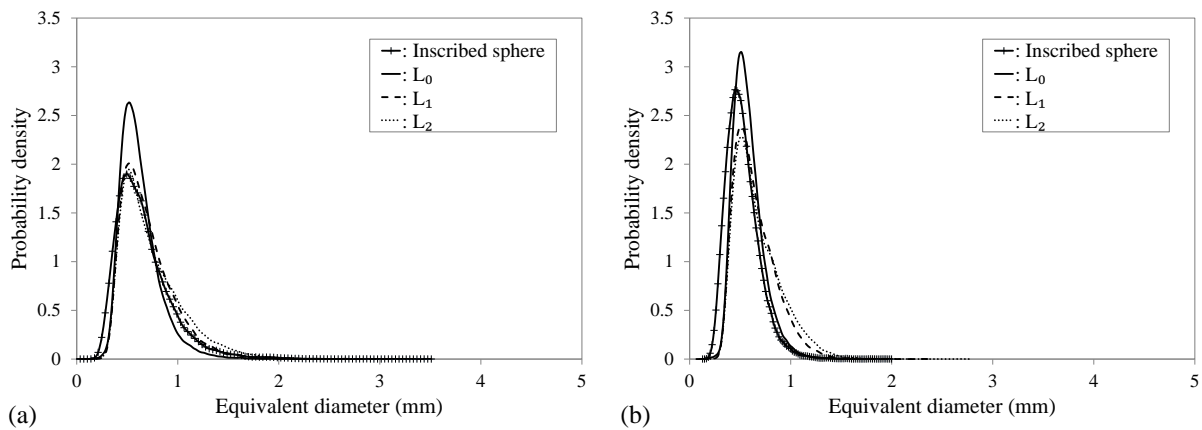 3.5
3
2.5
2
1.5
1
0.5
0
Probability density
: Inscribed sphere
: L₀
: L₁
: L₂
0 1 2 3 4 5
Equivalent diameter (mm)
(a)
3.5
3
2.5
2
1.5
1
0.5
0
Probability density
: Inscribed sphere
: L₀
: L₁
: L₂
0 1 2 3 4 5
Equivalent diameter (mm)
(b)